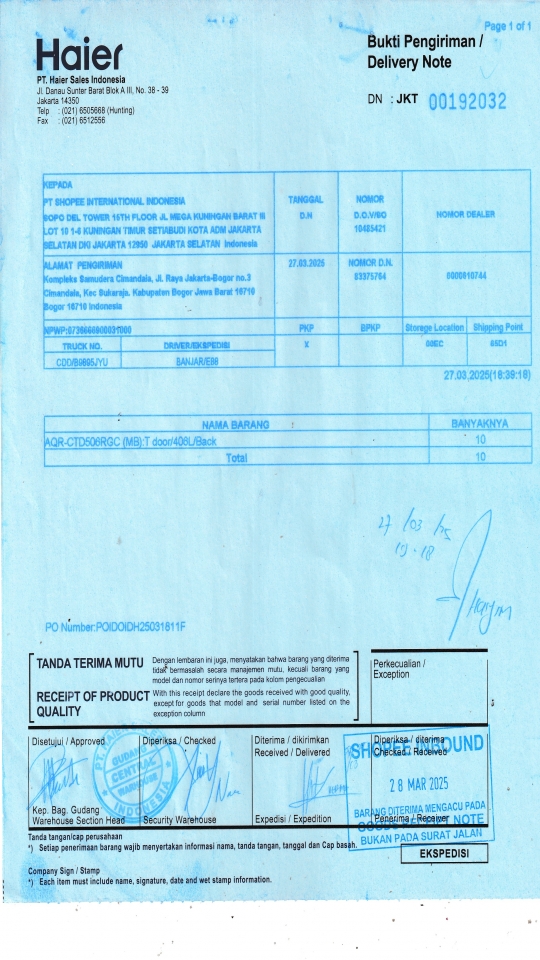 Page 1 of 1
Haier
Bukti Pengiriman /
Delivery Note
PT. Haier Sales Indonesia
Jl. Danau Sunter Barat Blok A III, No. 38 - 39
Jakarta 14350
Telp : (021) 6505668 (Hunting)
Fax : (021) 6512556
DN : JKT 00192032
KEPADA
PT SHOPEE INTERNATIONAL INDONESIA
SOPO DEL TOWER 15TH FLOOR JL MEGA KUNINGAN BARAT III
LOT 10 1-6 KUNINGAN TIMUR SETIABUDI KOTA ADM JAKARTA
SELATAN DKI JAKARTA 12950 JAKARTA SELATAN Indonesia
TANGGAL
D.N
NOMOR
D.O.V/SO
10485421
NOMOR DEALER
ALAMAT PENGIRIMAN
Kompleks Samudera Cimandala, Jl. Raya Jakarta-Bogor no.3
Cimandala, Kec Sukaraja. Kabupaten Bogor Jawa Barat 16710
Bogor 16710 Indonesia
27.03.2025
NOMOR D.N.
83375764
0000610744
PKP BPKP Storage Location Shipping Point
TRUCK NO. DRIVER/EKSPEDISI X
BANJAR/EBS
27.03.2025(16:39:16)
NAMA BARANG BANYAKNYA
AQR-CTD506RGC (MB):T door/406L/Back 10
Total 10
27/03/25
19.18
PO Number:POIDOIDH25031811F
TANDA TERIMA MUTU
Dengan lembaran ini juga, menyatakan bahwa barang yang diterima
tidak bermasalah secara manajemen mutu, kecuali barang yang
model dan nomor serinya tertera pada kolom pengecualian
RECEIPT OF PRODUCT
QUALITY
With this receipt declare the goods received with good quality,
except for goods that model and serial number listed on the
exception column
Perkecualian /
Exception
Disetujui / Approved
Diperiksa / Checked
Diterima / dikirimkan
Received / Delivered
Diperiksa / diterima
Checked / Received
GUDANG
CENTRAL
WAREHOUSE
INDONESIA
SHOPEE INBOUND
28 MAR 2025
BARANG DITERIMA MENGACU PADA
GOODS RECEIPT NOTE
BUKAN PADA SURAT JALAN
Kep. Bag. Gudang
Warehouse Section Head
Security Warehouse
Expedisi / Expedition
Penerima / Receiver
Tanda tangan/cap perusahaan
*) Setiap penerimaan barang wajib menyertakan informasi nama, tanda tangan, tanggal dan Cap basah.
EKSPEDISI
Company Sign / Stamp
*) Each item must include name, signature, date and wet stamp information.